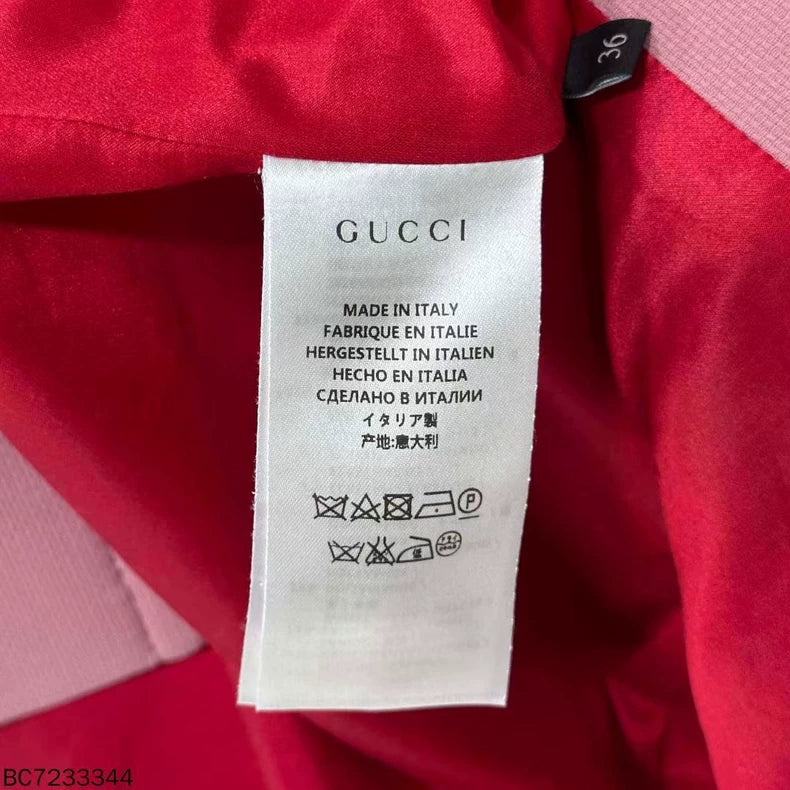 36
GUCCI
MADE IN ITALY
FABRIQUE EN ITALIE
HERGESTELLT IN ITALIEN
HECHO EN ITALIA
СДЕЛАНО В ИТАЛИИ
イタリア製
产地:意大利
P
低
BC7233344